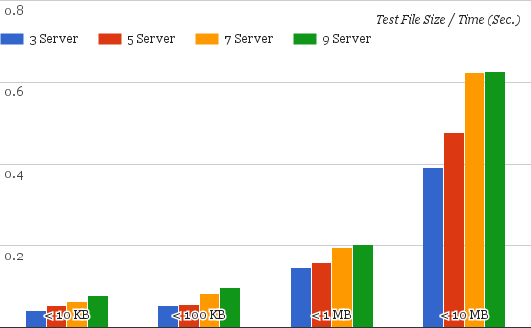 0.8
Test File Size / Time (Sec.)
3 Server 5 Server 7 Server 9 Server
0.6
0.4
0.2
< 10 KB < 100 KB < 1 MB < 10 MB